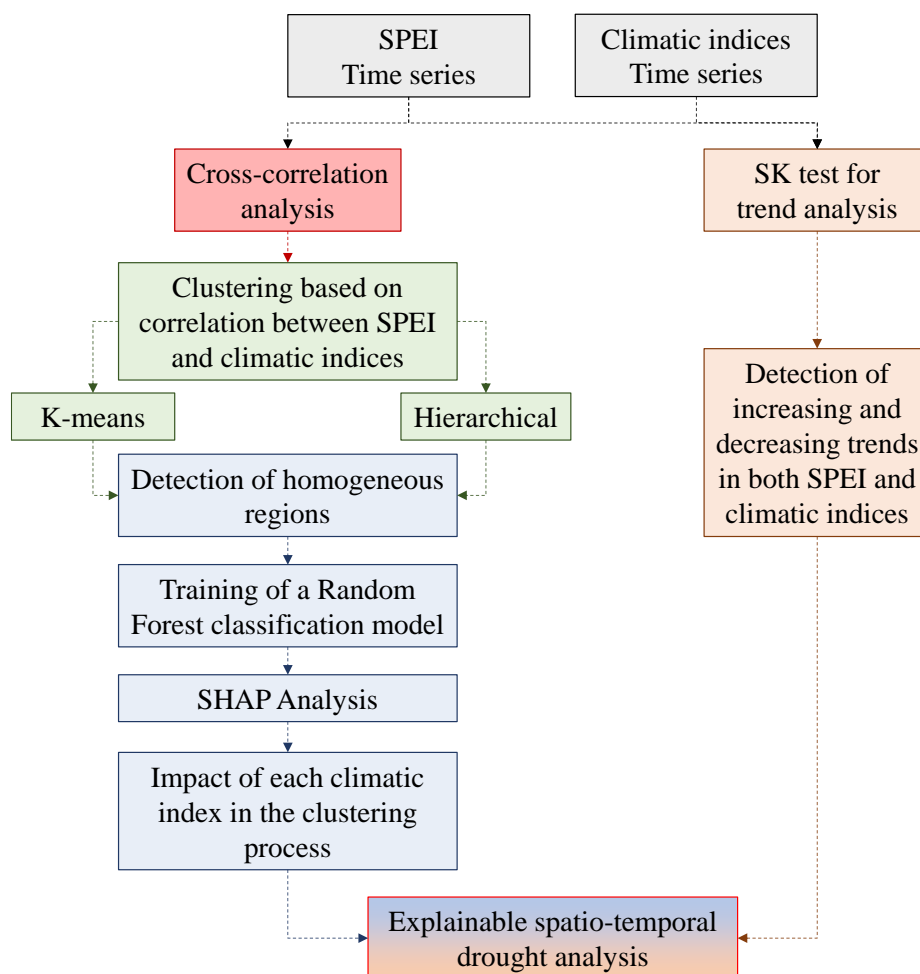 SPEI
Time series
Climatic indices
Time series
Cross-correlation
analysis
SK test for
trend analysis
Clustering based on
correlation between SPEI
and climatic indices
K-means
Hierarchical
Detection of
increasing and
decreasing trends
in both SPEI and
climatic indices
Detection of homogeneous
regions
Training of a Random
Forest classification model
SHAP Analysis
Impact of each climatic
index in the clustering
process
Explainable spatio-temporal
drought analysis